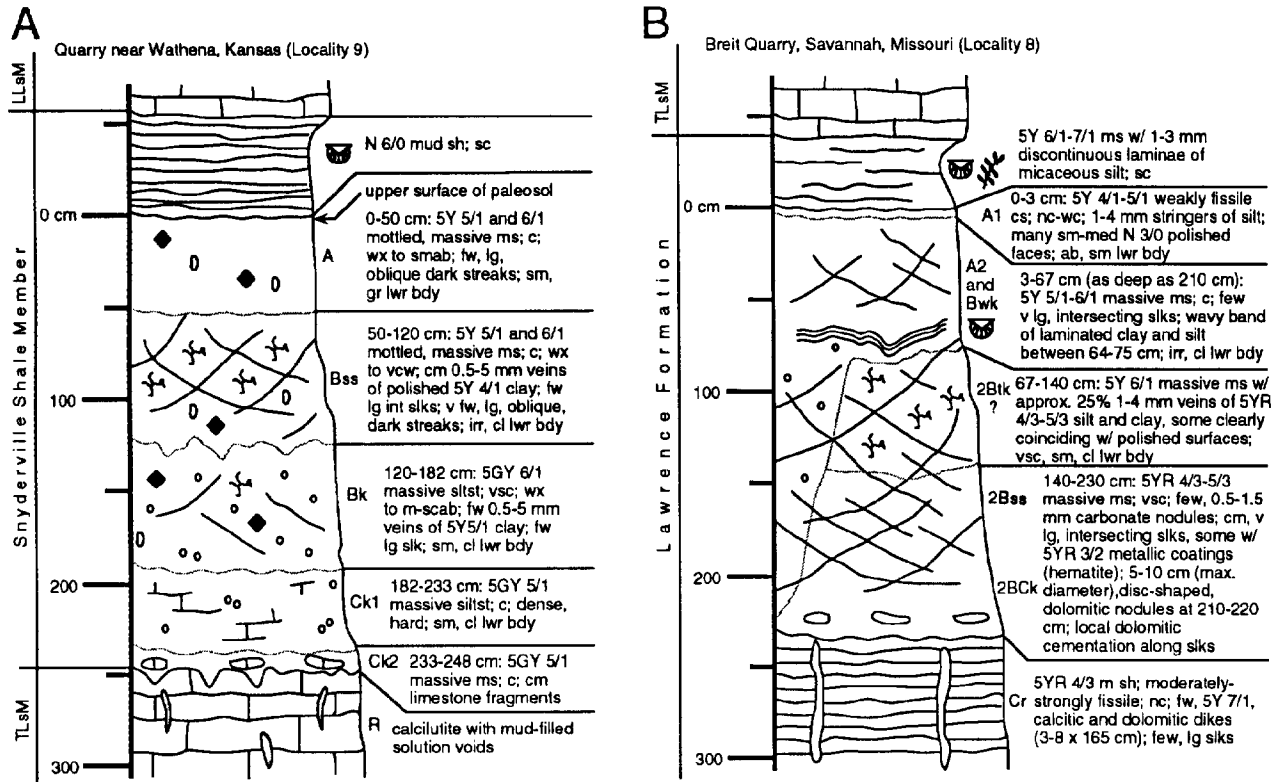 A
Quarry near Wathena, Kansas (Locality 9)
LLsM
Snyderville Shale Member
TLsM
0 cm
100
200
300
N 6/0 mud sh; sc
upper surface of paleosol
A
0-50 cm: 5Y 5/1 and 6/1
mottled, massive ms; c;
wx to smab; fw, lg,
oblique dark streaks; sm,
gr lwr bdy
Bss
50-120 cm: 5Y 5/1 and 6/1
mottled, massive ms; c; wx
to vcw; cm 0.5-5 mm veins
of polished 5Y 4/1 clay; fw
lg int slks; v fw, lg, oblique,
dark streaks; irr, cl lwr bdy
Bk
120-182 cm: 5GY 6/1
massive sltst; vsc; wx
to m-scab; fw 0.5-5 mm
veins of 5Y5/1 clay; fw
lg slk; sm, cl lwr bdy
Ck1
182-233 cm: 5GY 5/1
massive siltst; c; dense,
hard; sm, cl lwr bdy
Ck2
233-248 cm: 5GY 5/1
massive ms; c; cm
limestone fragments
R
calcilutite with mud-filled
solution voids
B
Breit Quarry, Savannah, Missouri (Locality 8)
TLsM
Lawrence Formation
0 cm
100
200
300
5Y 6/1-7/1 ms w/ 1-3 mm
discontinuous laminae of
micaceous silt; sc
A1
0-3 cm: 5Y 4/1-5/1 weakly fissile
cs; nc-wc; 1-4 mm stringers of silt;
many sm-med N 3/0 polished
faces; ab, sm lwr bdy
A2
and
Bwk
3-67 cm (as deep as 210 cm):
5Y 5/1-6/1 massive ms; c; few
v lg, intersecting slks; wavy band
of laminated clay and silt
between 64-75 cm; irr, cl lwr bdy
2Btk
?
67-140 cm: 5Y 6/1 massive ms w/
approx. 25% 1-4 mm veins of 5YR
4/3-5/3 silt and clay, some clearly
coinciding w/ polished surfaces;
vsc, sm, cl lwr bdy
2Bss
140-230 cm: 5YR 4/3-5/3
massive ms; vsc; few, 0.5-1.5
mm carbonate nodules; cm, v
lg, intersecting slks, some w/
5YR 3/2 metallic coatings
(hematite); 5-10 cm (max.
2BCk
diameter),disc-shaped,
dolomitic nodules at 210-220
cm; local dolomitic
cementation along slks
Cr
5YR 4/3 m sh; moderately-
strongly fissile; nc; fw, 5Y 7/1,
calcitic and dolomitic dikes
(3-8 x 165 cm); few, lg slks